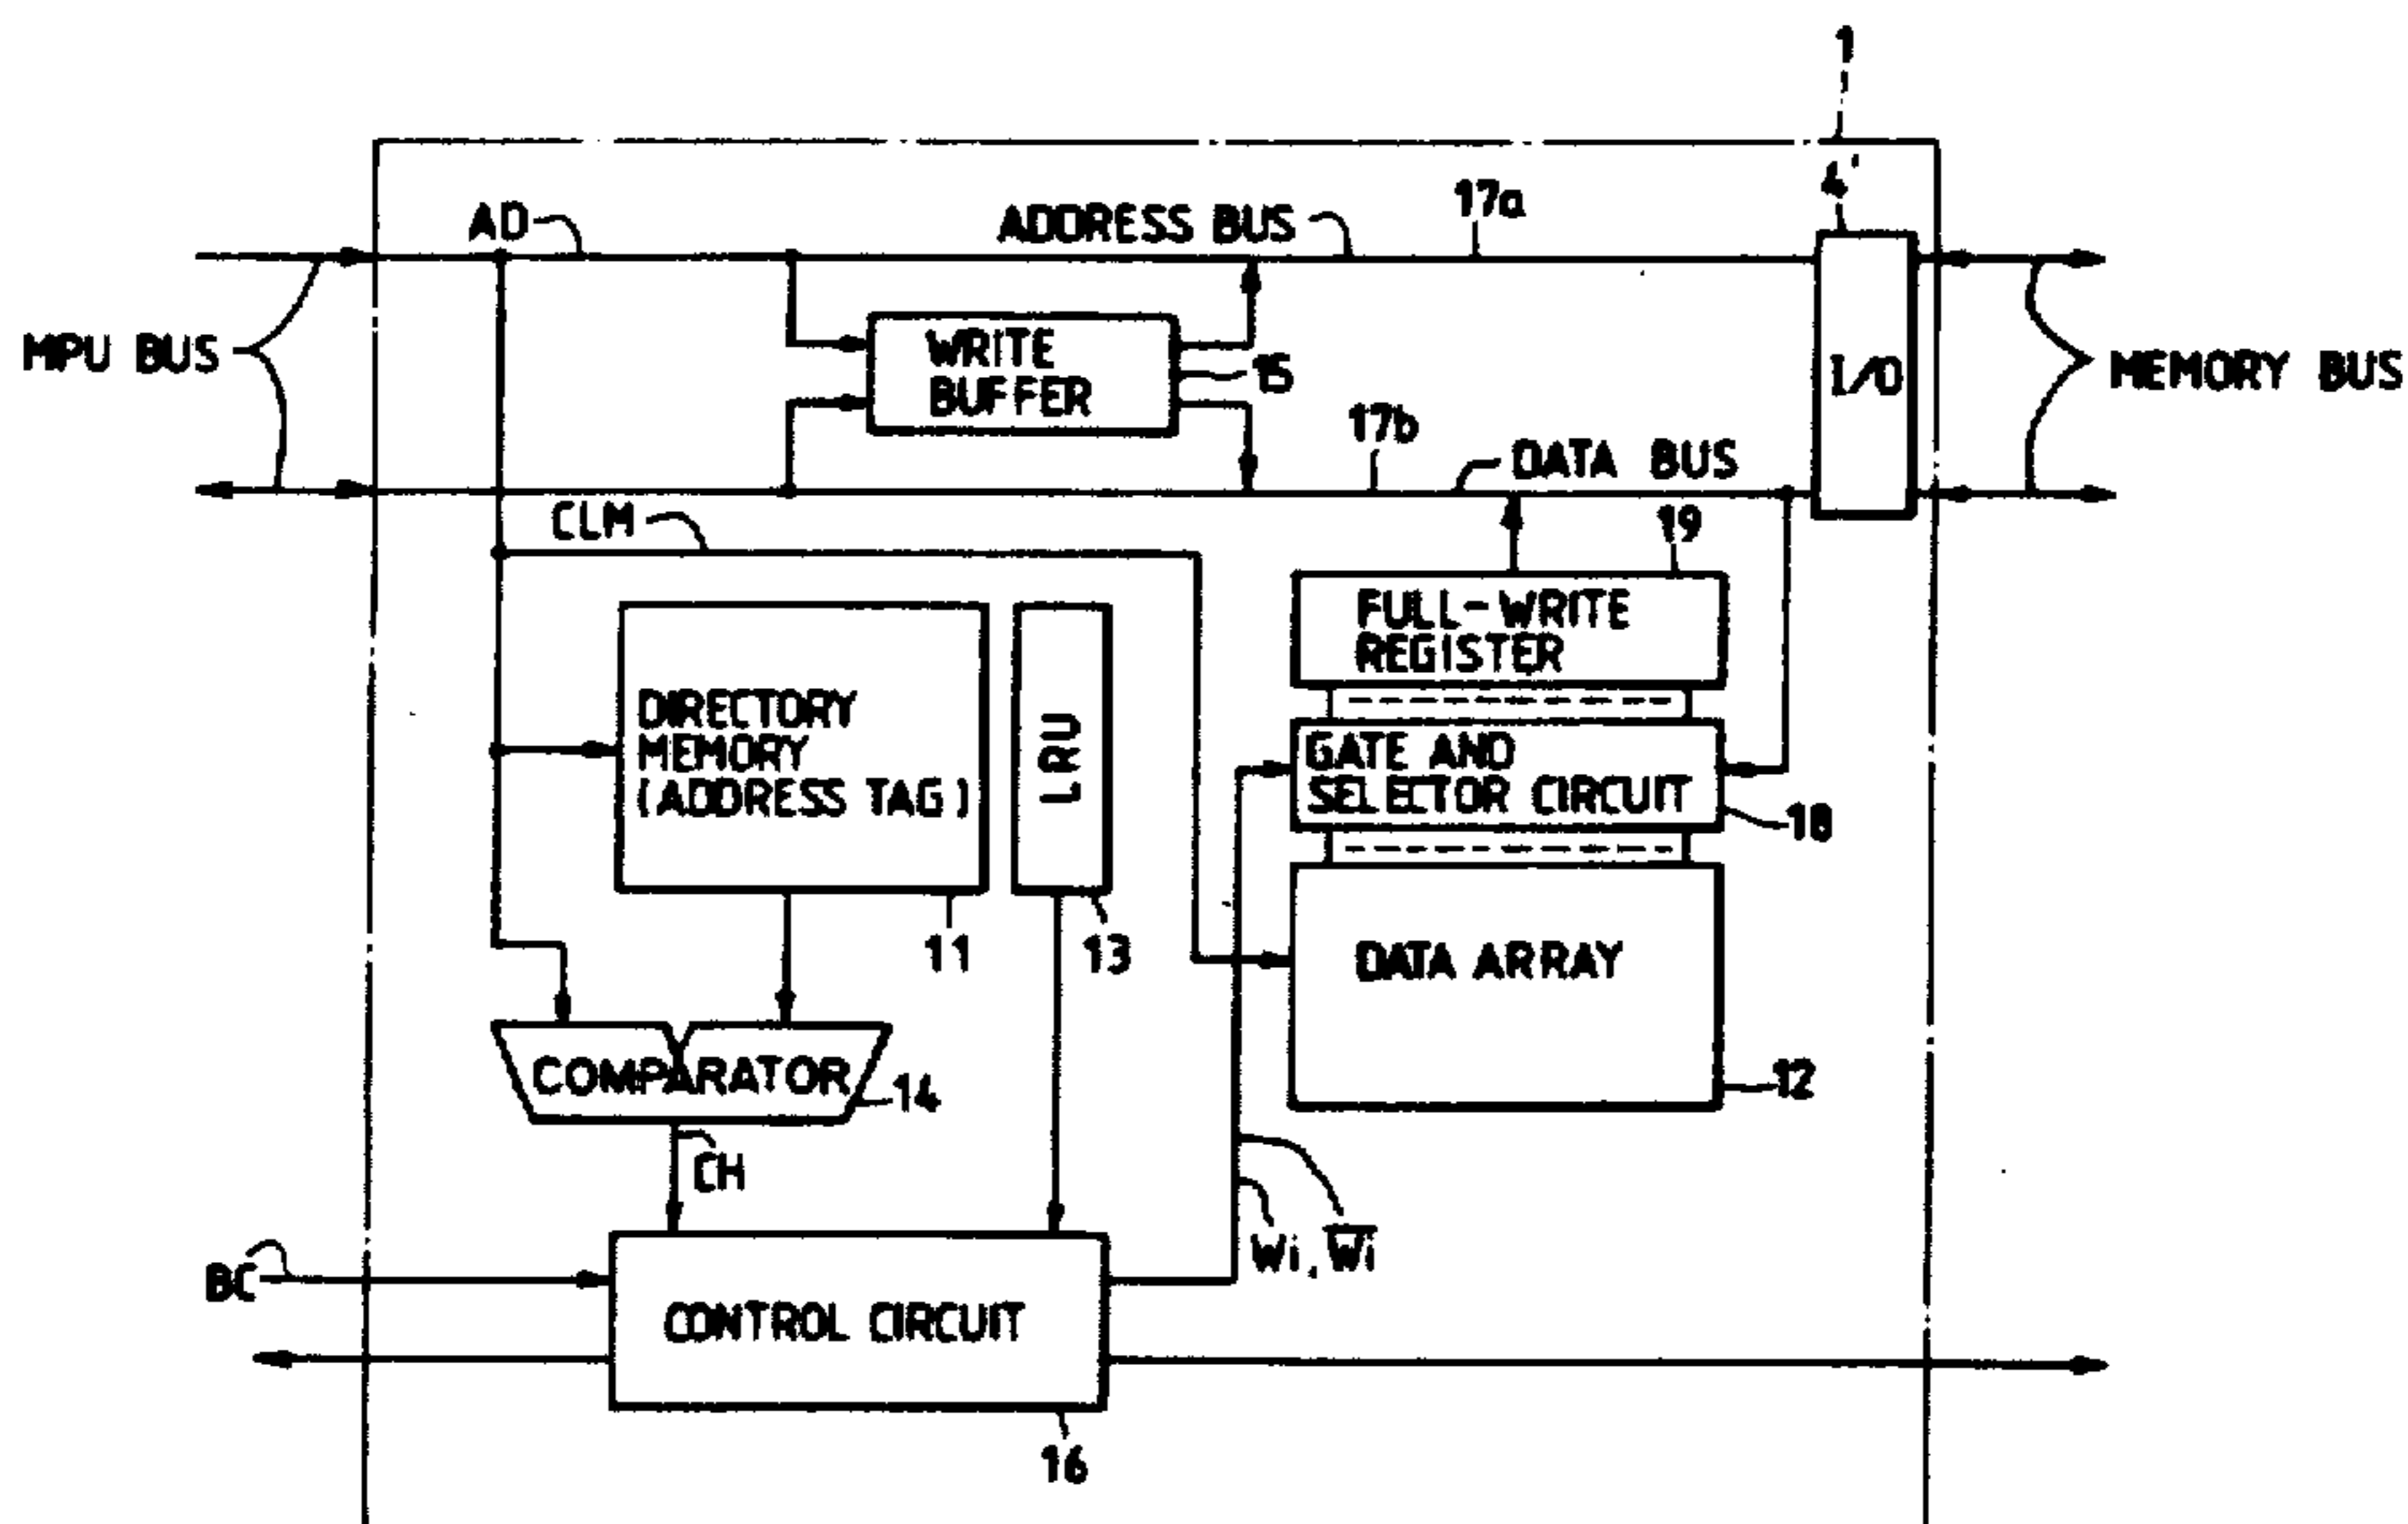 1
4'
AD
ADDRESS BUS
17a
MPU BUS
WRITE
BUFFER
15
I/O
MEMORY BUS
17b
DATA BUS
CLM
19
FULL-WRITE
REGISTER
DIRECTORY
MEMORY
(ADDRESS TAG)
LRU
GATE AND
SELECTOR CIRCUIT
18
11
13
DATA ARRAY
COMPARATOR
14
12
CH
Wi, W̅i̅
BC
CONTROL CIRCUIT
16